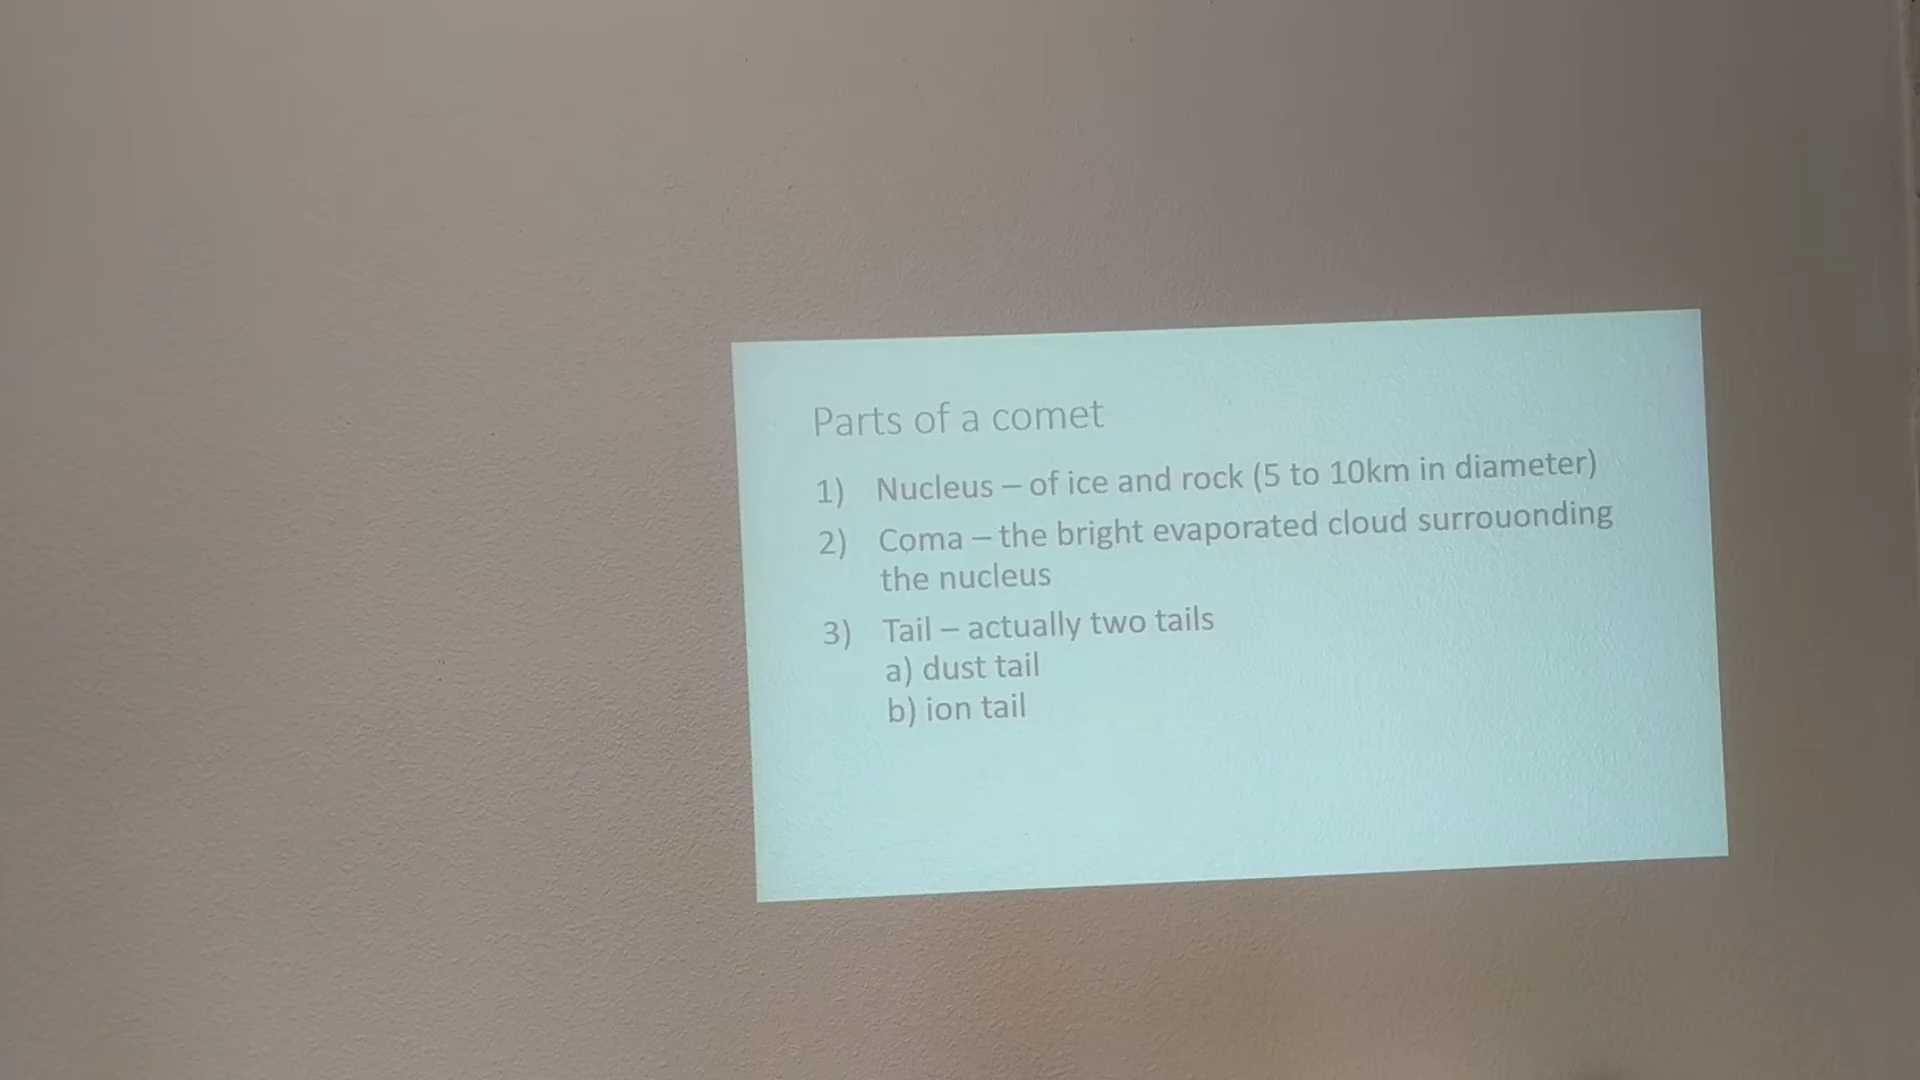 Parts of a comet
1) Nucleus – of ice and rock (5 to 10km in diameter)
2) Coma – the bright evaporated cloud surrouonding
the nucleus
3) Tail – actually two tails
a) dust tail
b) ion tail